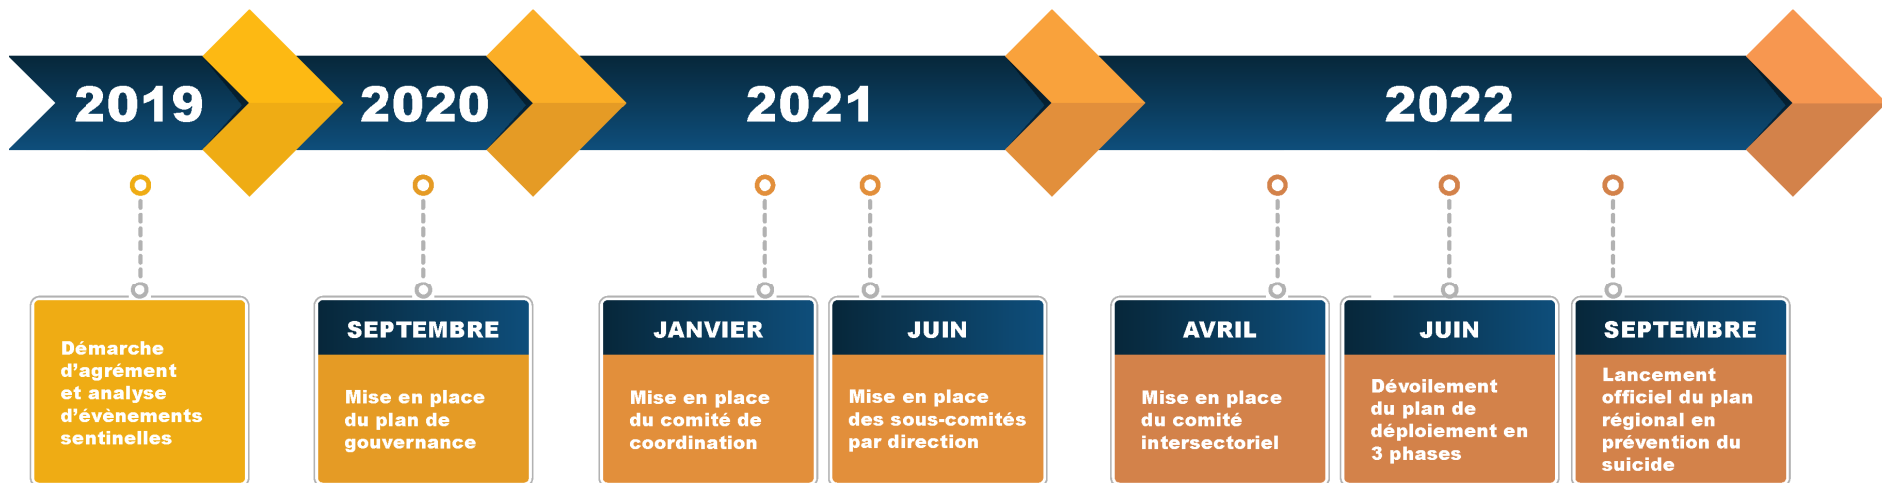 2019
2020
2021
2022
Démarche
d’agrément
et analyse
d’évènements
sentinelles
SEPTEMBRE
Mise en place
du plan de
gouvernance
JANVIER
Mise en place
du comité de
coordination
JUIN
Mise en place
des sous-comités
par direction
AVRIL
Mise en place
du comité
intersectoriel
JUIN
Dévoilement
du plan de
déploiement en
3 phases
SEPTEMBRE
Lancement
officiel du plan
régional en
prévention du
suicide